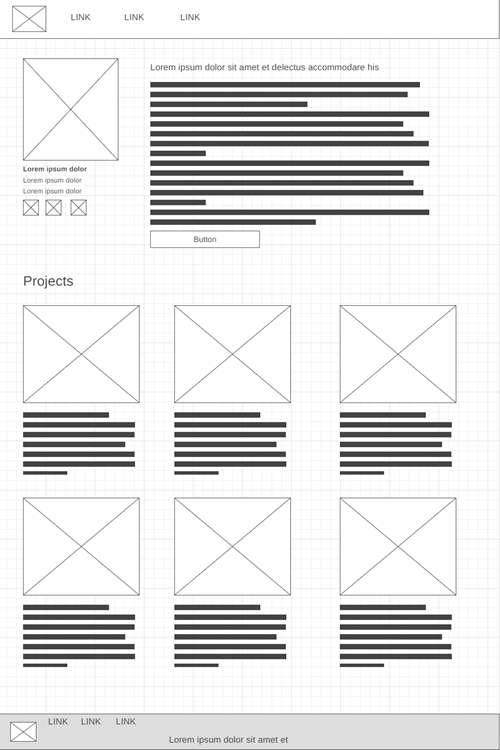 LINK LINK LINK
Lorem ipsum dolor sit amet et delectus accommodare his
Lorem ipsum dolor
Lorem ipsum dolor
Lorem ipsum dolor
Button
Projects
LINK LINK LINK
Lorem ipsum dolor sit amet et